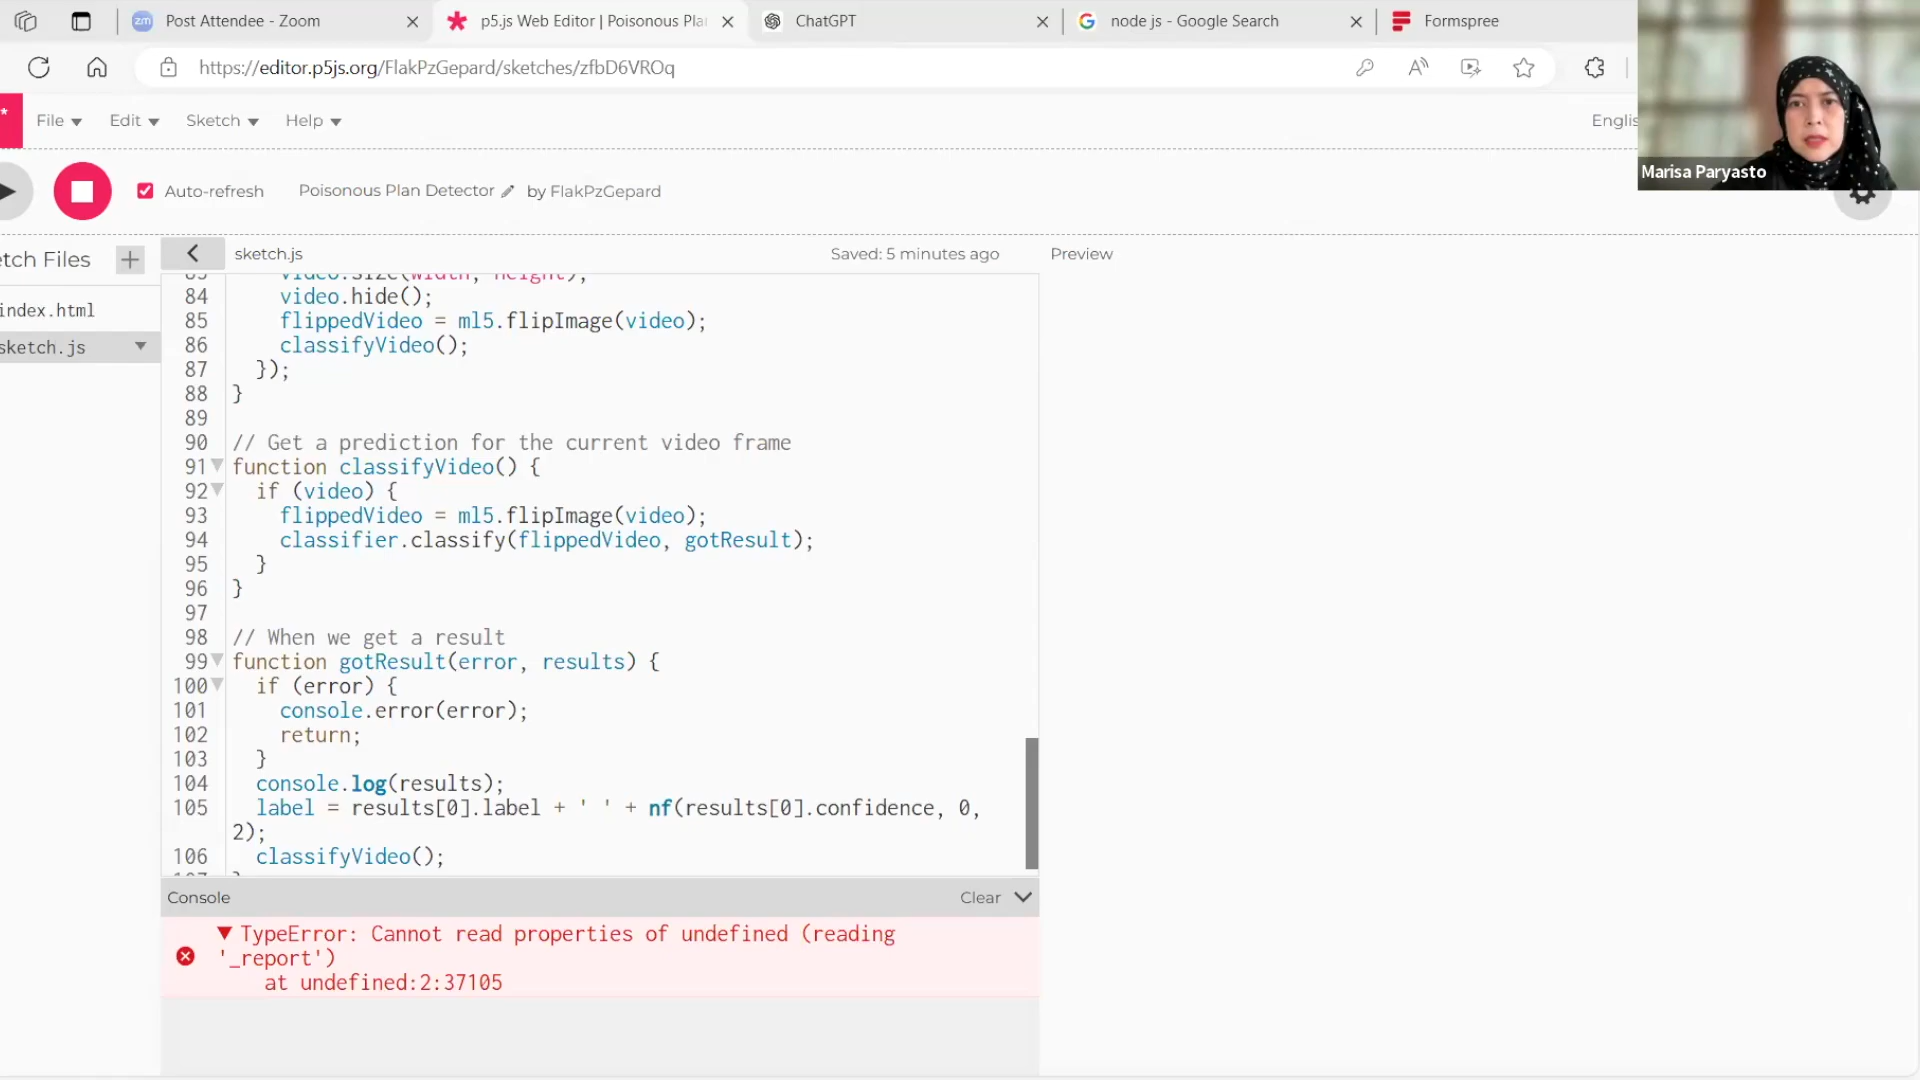 Post Attendee - Zoom
p5.js Web Editor | Poisonous Pla
ChatGPT
node js - Google Search
Formspree
https://editor.p5js.org/FlakPzGepard/sketches/zfbD6VROq
File
Edit
Sketch
Help
Englis
Marisa Paryasto
Auto-refresh
Poisonous Plan Detector
by FlakPzGepard
tch Files
sketch.js
Saved: 5 minutes ago
Preview
index.html
sketch.js
83 video.size(width, height);
84 video.hide();
85 flippedVideo = ml5.flipImage(video);
86 classifyVideo();
87 });
88 }
89
90 // Get a prediction for the current video frame
91 function classifyVideo() {
92 if (video) {
93 flippedVideo = ml5.flipImage(video);
94 classifier.classify(flippedVideo, gotResult);
95 }
96 }
97
98 // When we get a result
99 function gotResult(error, results) {
100 if (error) {
101 console.error(error);
102 return;
103 }
104 console.log(results);
105 label = results[0].label + ' ' + nf(results[0].confidence, 0,
2);
106 classifyVideo();
107 }
Console
Clear
TypeError: Cannot read properties of undefined (reading
'_report')
at undefined:2:37105